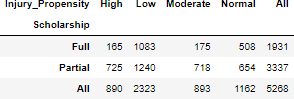 Injury_Propensity High Low Moderate Normal All
Scholarship
Full 165 1083 175 508 1931
Partial 725 1240 718 654 3337
All 890 2323 893 1162 5268